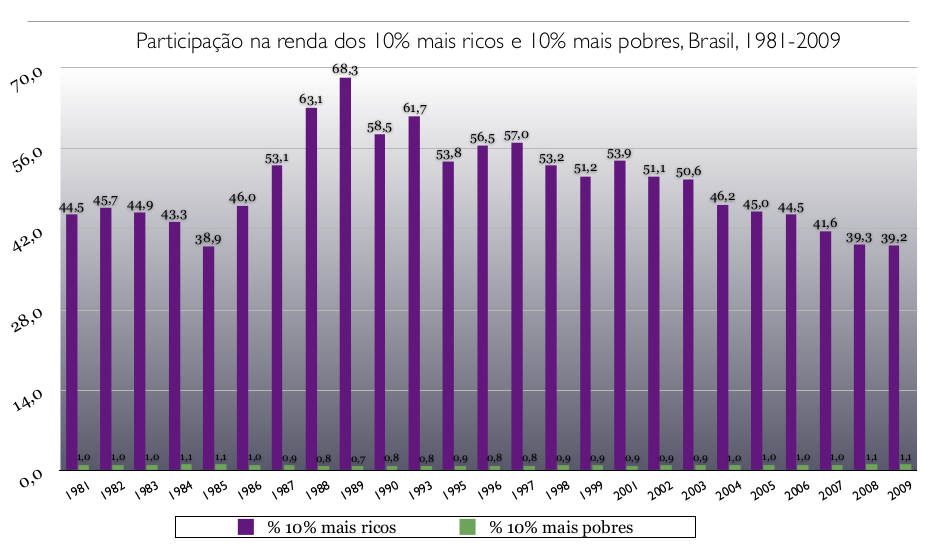 Participação na renda dos 10% mais ricos e 10% mais pobres, Brasil, 1981-2009
70,0
56,0
42,0
28,0
14,0
0,0
44,5 45,7 44,9 43,3 38,9 46,0 53,1 63,1 68,3 58,5 61,7 53,8 56,5 57,0 53,2 51,2 53,9 51,1 50,6 46,2 45,0 44,5 41,6 39,3 39,2
1,0 1,0 1,0 1,1 1,1 1,0 0,9 0,8 0,7 0,8 0,8 0,9 0,8 0,8 0,9 0,9 0,9 0,9 0,9 1,0 1,0 1,0 1,0 1,1 1,1
1981 1982 1983 1984 1985 1986 1987 1988 1989 1990 1993 1995 1996 1997 1998 1999 2001 2002 2003 2004 2005 2006 2007 2008 2009
% 10% mais ricos % 10% mais pobres